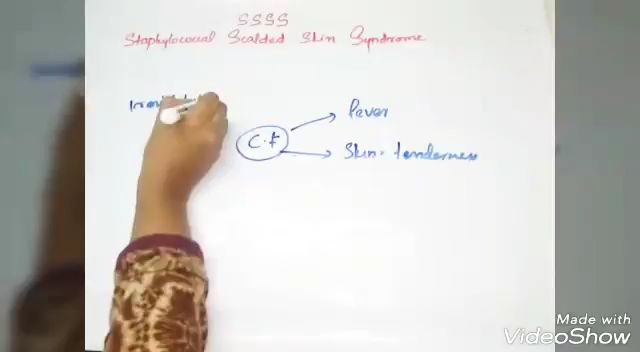 SSSS
Staphylococcal Scalded Skin Syndrome
Fever
C.f
Skin tenderness
Made with
VideoShow